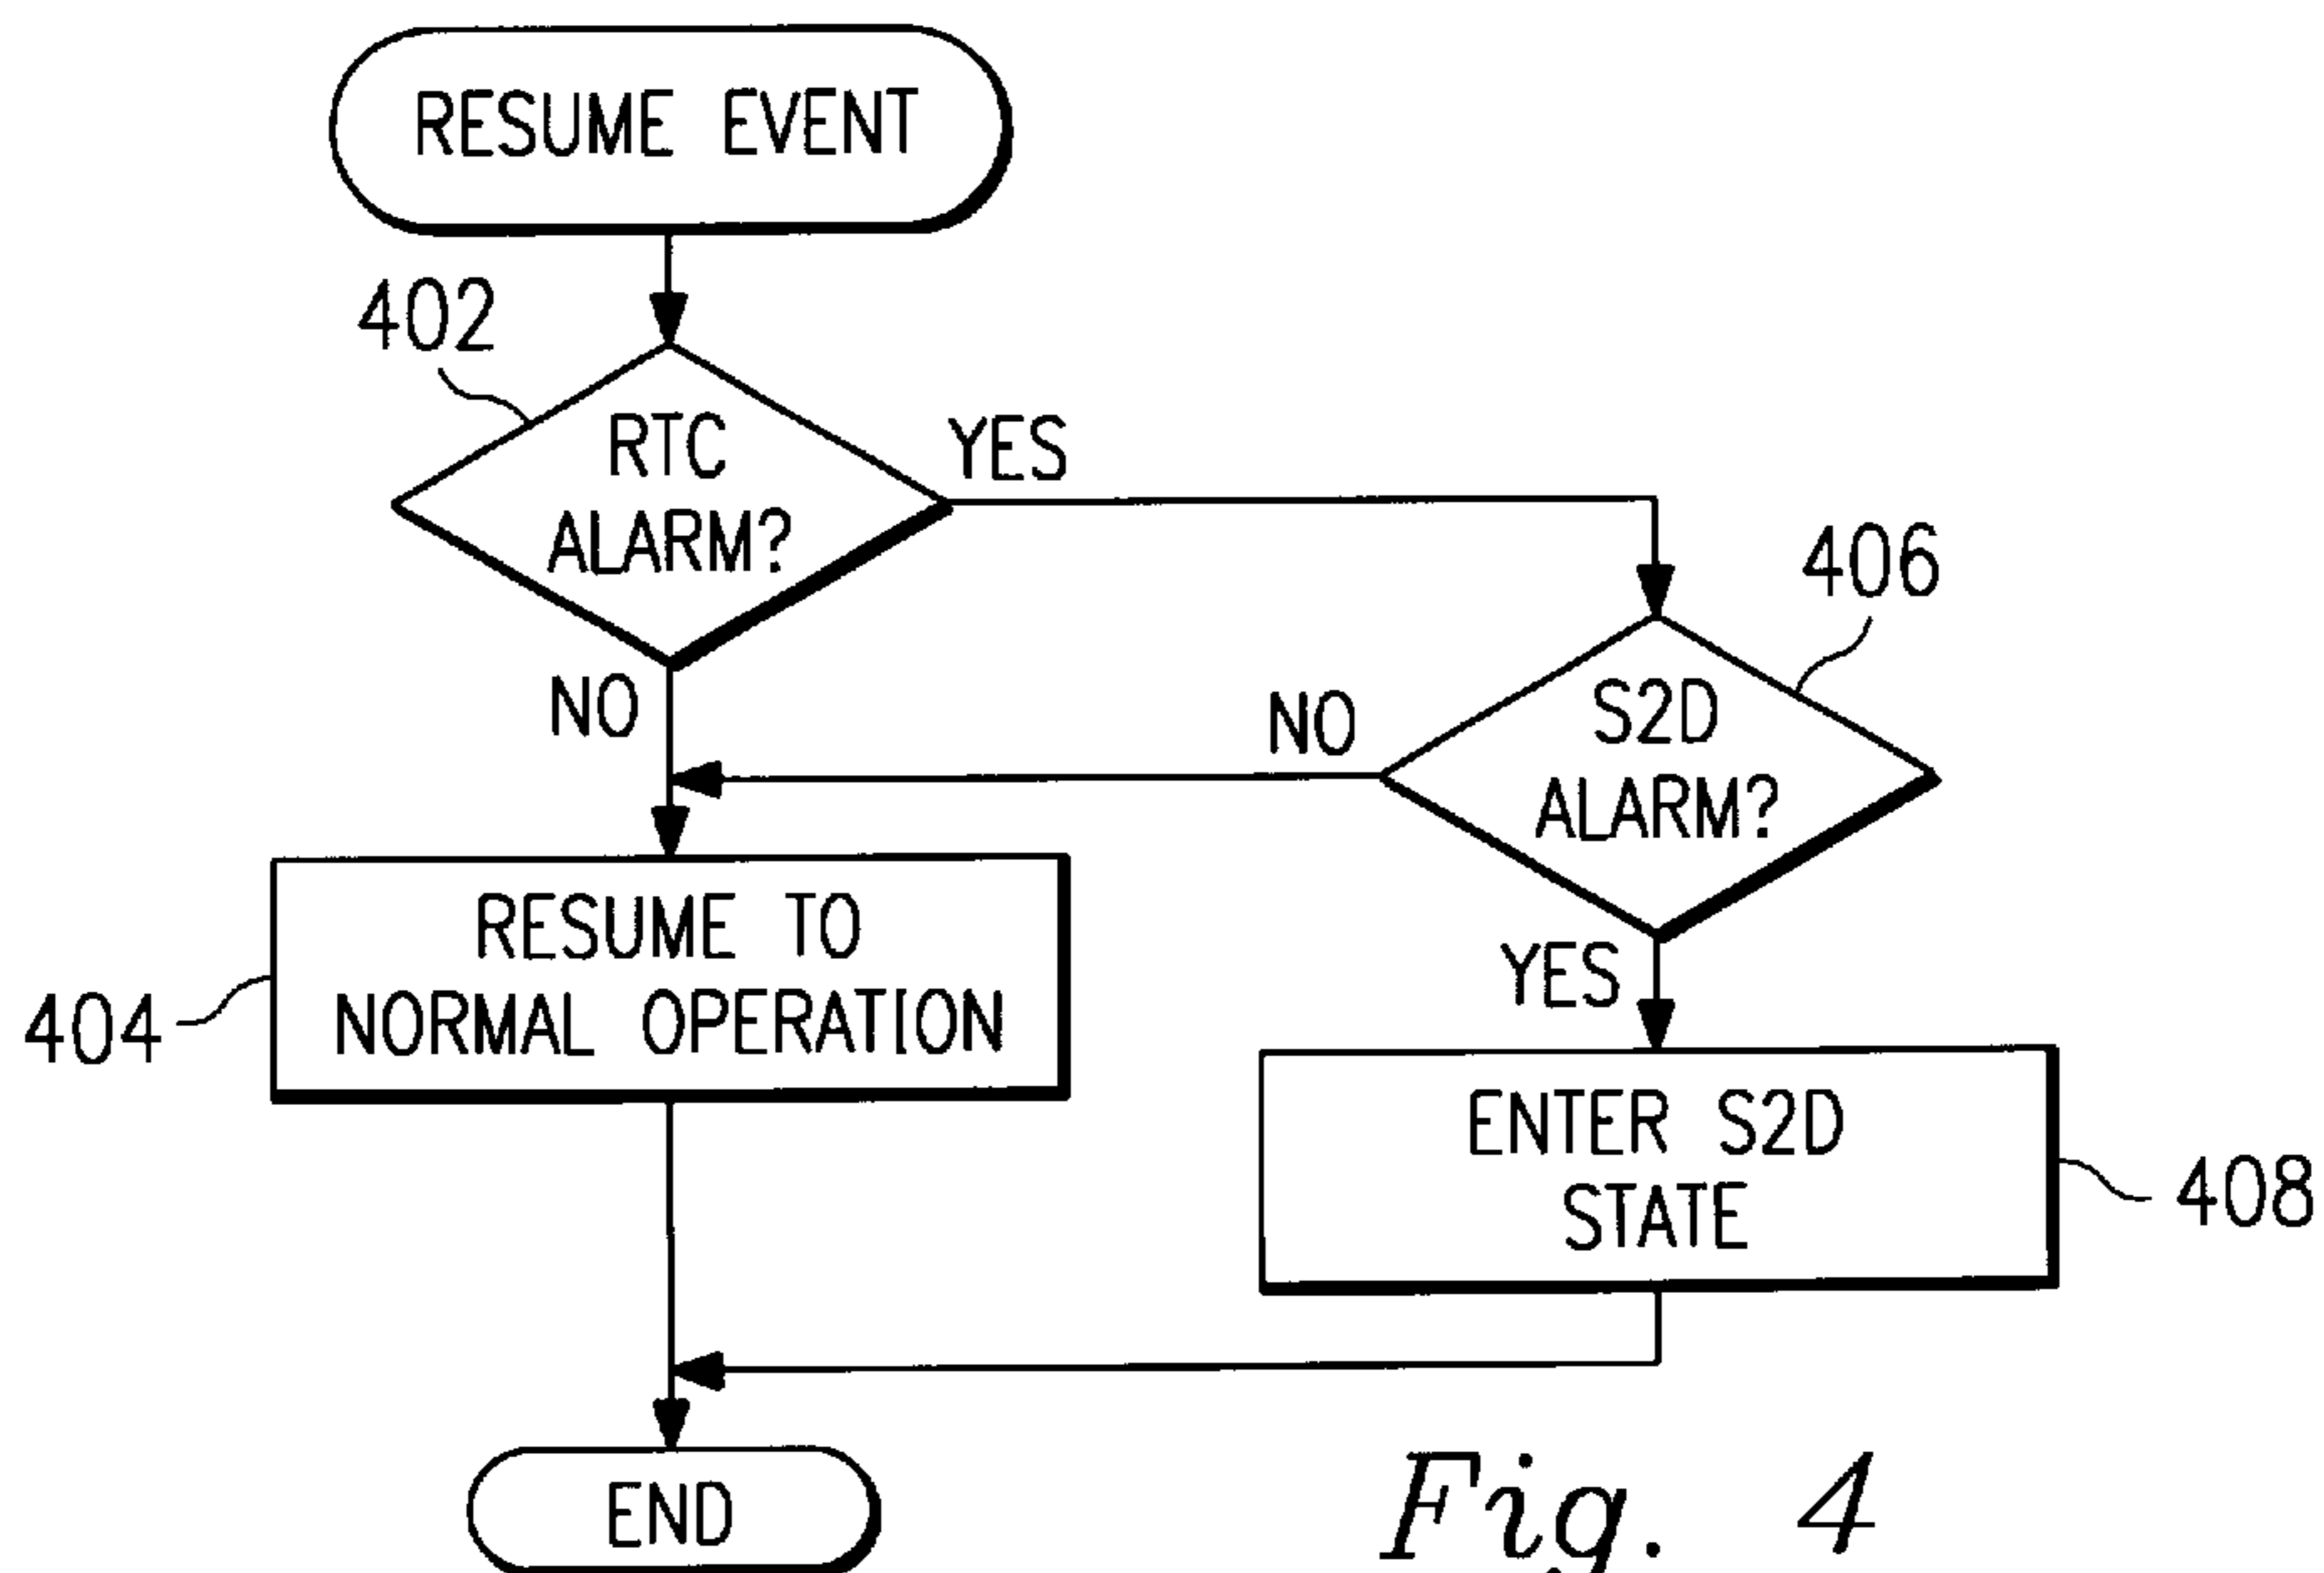 RESUME EVENT
402
RTC
ALARM?
YES
406
NO
S2D
ALARM?
NO
YES
RESUME TO
NORMAL OPERATION
404
ENTER S2D
STATE
408
END
Fig. 4